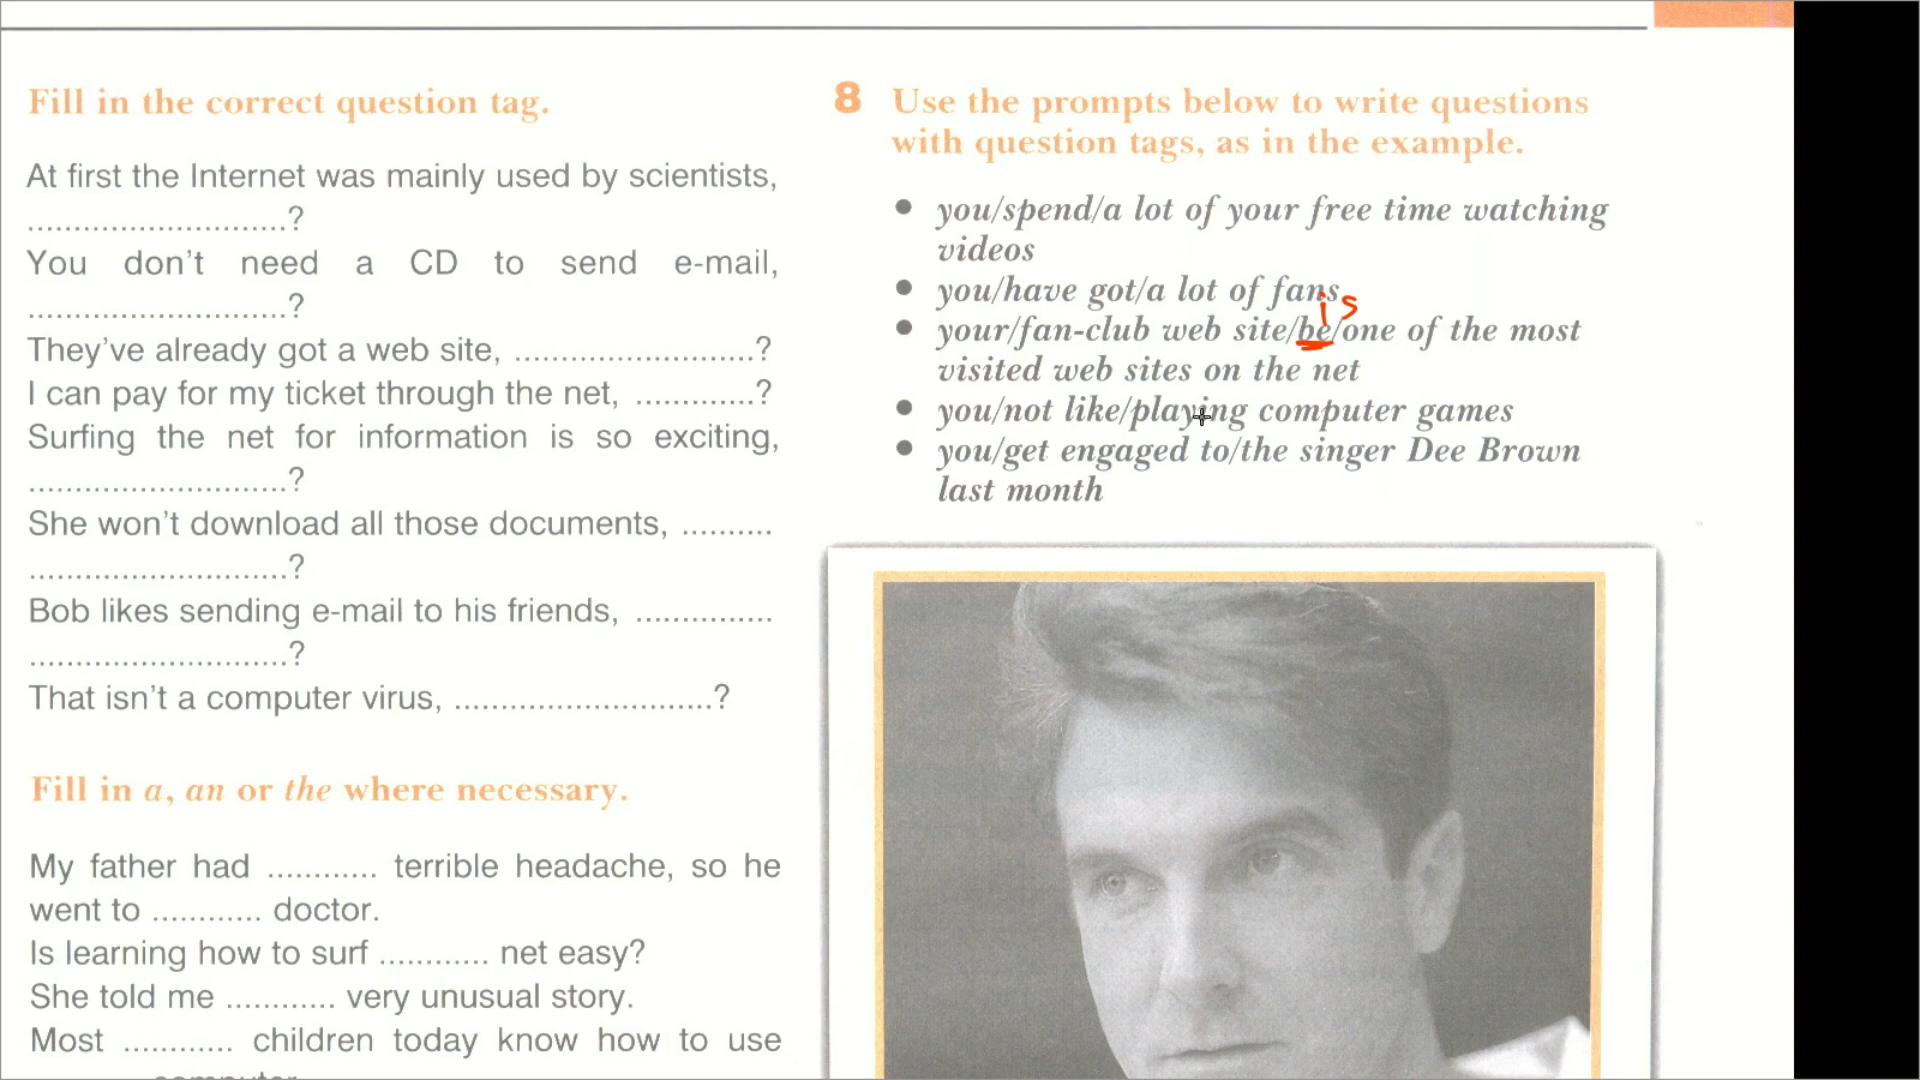 Fill in the correct question tag.
At first the Internet was mainly used by scientists,
............................?
You don't need a CD to send e-mail,
............................?
They've already got a web site, ..........................?
I can pay for my ticket through the net, .............?
Surfing the net for information is so exciting,
............................?
She won't download all those documents, ..........
............................?
Bob likes sending e-mail to his friends, ...............
............................?
That isn't a computer virus, ............................?
Fill in a, an or the where necessary.
My father had ............ terrible headache, so he
went to ............ doctor.
Is learning how to surf ............ net easy?
She told me ............ very unusual story.
Most ............ children today know how to use
8 Use the prompts below to write questions
with question tags, as in the example.
• you/spend/a lot of your free time watching
videos
• you/have got/a lot of fans
is
• your/fan-club web site/be/one of the most
visited web sites on the net
• you/not like/playing computer games
• you/get engaged to/the singer Dee Brown
last month